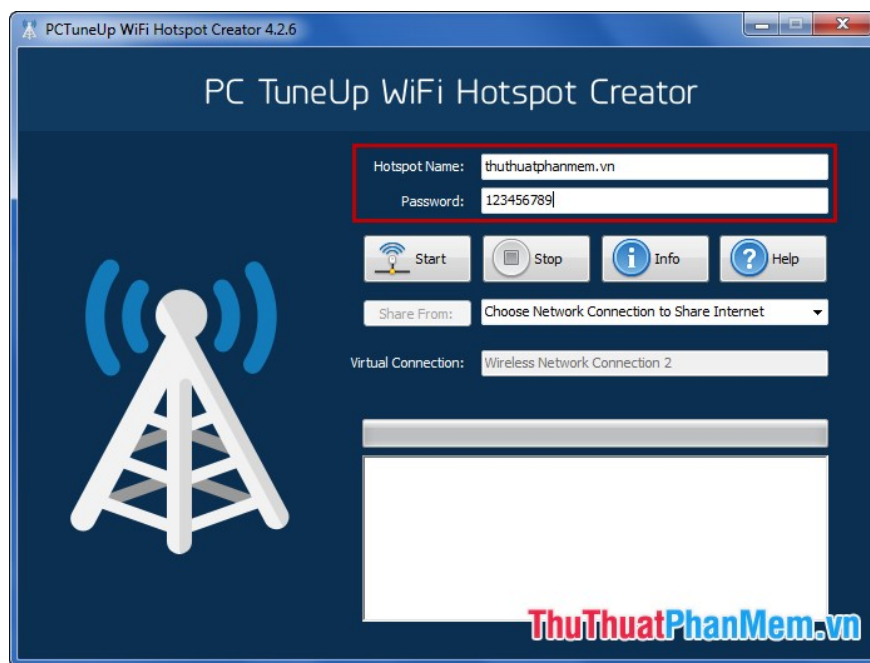 PCTuneUp WiFi Hotspot Creator 4.2.6
PC TuneUp WiFi Hotspot Creator
Hotspot Name: thuthuatphanmem.vn
Password: 123456789
Start Stop Info Help
Share From: Choose Network Connection to Share Internet
Virtual Connection: Wireless Network Connection 2
ThuThuatPhanMem.vn